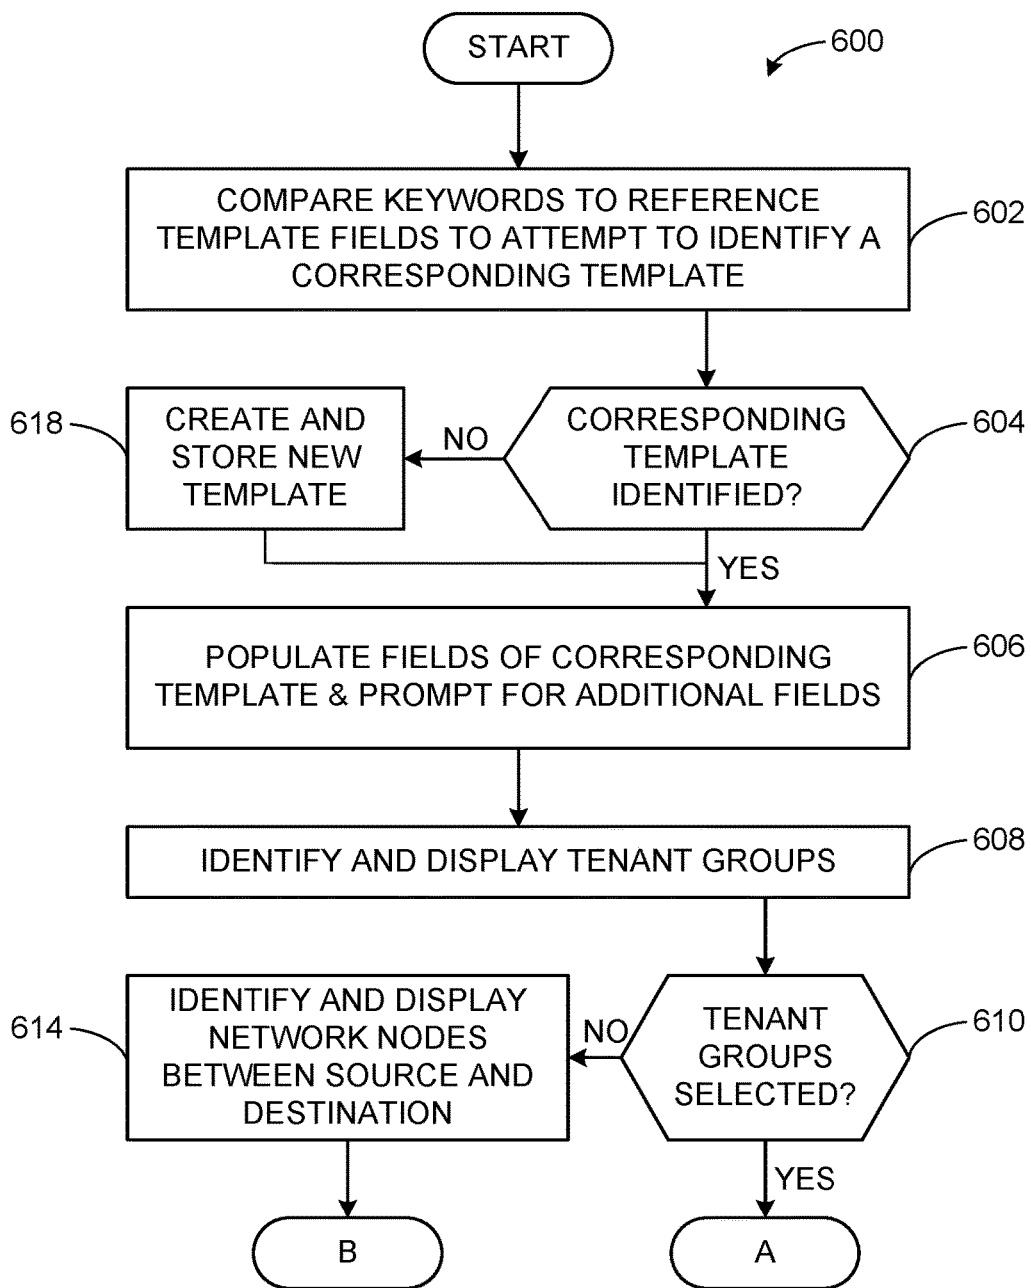 START
600
COMPARE KEYWORDS TO REFERENCE
TEMPLATE FIELDS TO ATTEMPT TO IDENTIFY A
CORRESPONDING TEMPLATE
602
618
CREATE AND
STORE NEW
TEMPLATE
NO
CORRESPONDING
TEMPLATE
IDENTIFIED?
604
YES
POPULATE FIELDS OF CORRESPONDING
TEMPLATE & PROMPT FOR ADDITIONAL FIELDS
606
IDENTIFY AND DISPLAY TENANT GROUPS
608
614
IDENTIFY AND DISPLAY
NETWORK NODES
BETWEEN SOURCE AND
DESTINATION
NO
TENANT
GROUPS
SELECTED?
610
YES
B
A